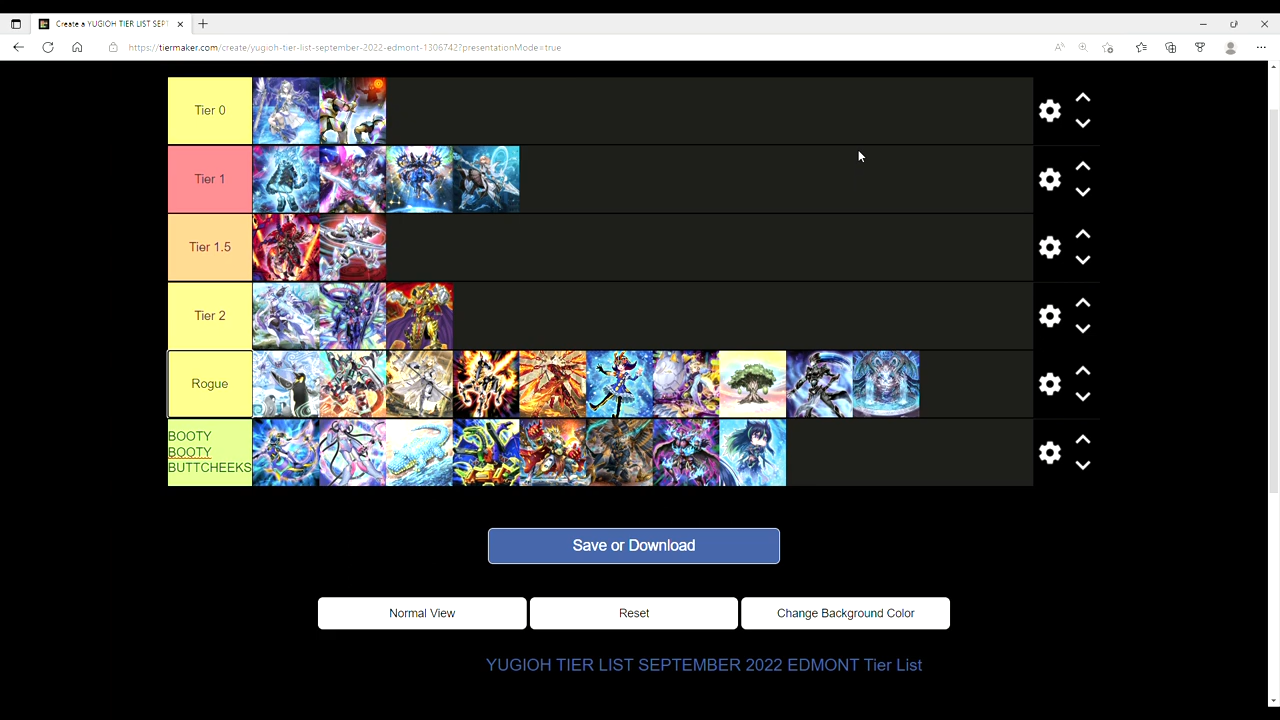 Create a YUGIOH TIER LIST SEPT
https://tiermaker.com/create/yugioh-tier-list-september-2022-edmont-1306742?presentationMode=true
Tier 0
Tier 1
Tier 1.5
Tier 2
Rogue
BOOTY
BOOTY
BUTTCHEEKS
Save or Download
Normal View
Reset
Change Background Color
YUGIOH TIER LIST SEPTEMBER 2022 EDMONT Tier List